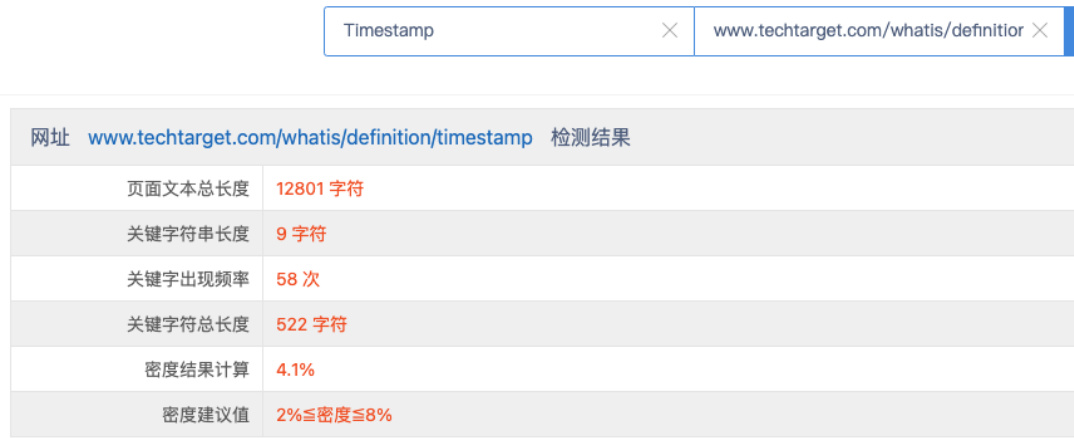 Timestamp www.techtarget.com/whatis/definitior
网址 www.techtarget.com/whatis/definition/timestamp 检测结果
页面文本总长度 12801 字符
关键字符串长度 9 字符
关键字出现频率 58 次
关键字符总长度 522 字符
密度结果计算 4.1%
密度建议值 2%≦密度≦8%